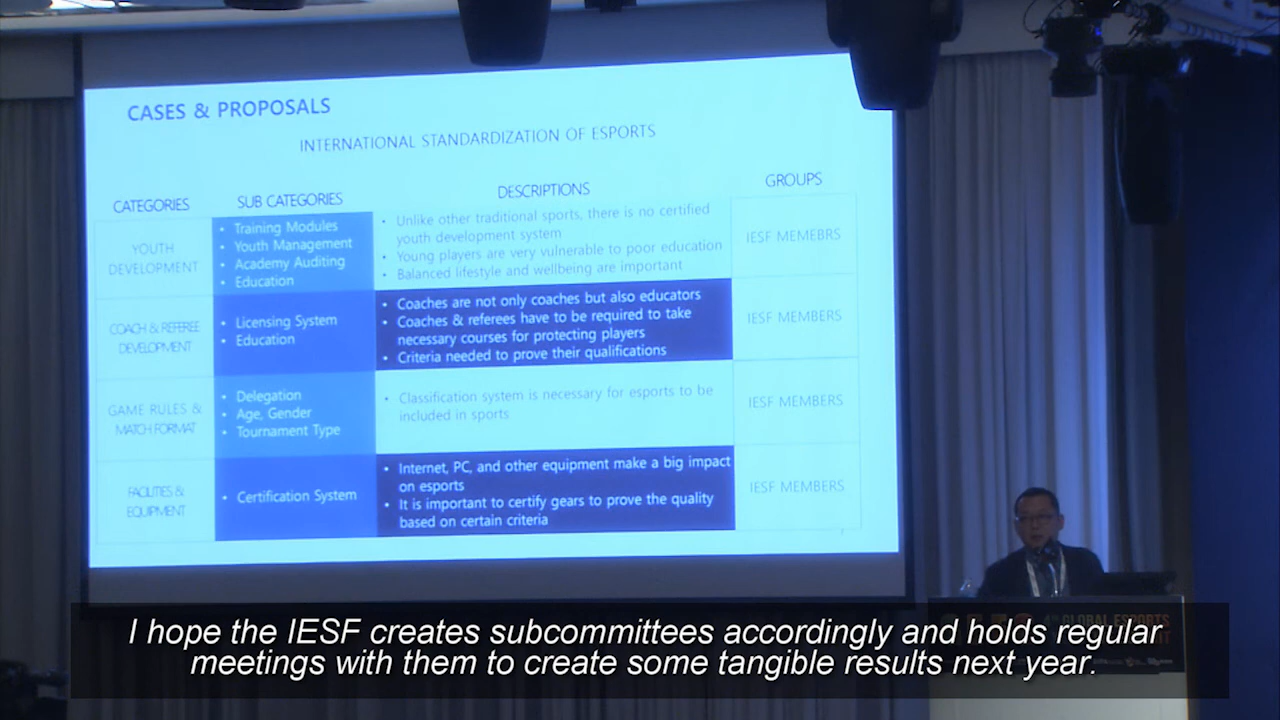 CASES & PROPOSALS
INTERNATIONAL STANDARDIZATION OF ESPORTS
CATEGORIES
SUB CATEGORIES
DESCRIPTIONS
GROUPS
YOUTH
DEVELOPMENT
• Training Modules
• Youth Management
• Academy Auditing
• Education
• Unlike other traditional sports, there is no certified
youth development system
• Young players are very vulnerable to poor education
• Balanced lifestyle and wellbeing are important
IESF MEMEBRS
COACH & REFEREE
DEVELOPMENT
• Licensing System
• Education
• Coaches are not only coaches but also educators
• Coaches & referees have to be required to take
necessary courses for protecting players
• Criteria needed to prove their qualifications
IESF MEMBERS
GAME RULES &
MATCH FORMAT
• Delegation
• Age, Gender
• Tournament Type
• Classification system is necessary for esports to be
included in sports
IESF MEMBERS
FACILITIES &
EQUIPMENT
• Certification System
• Internet, PC, and other equipment make a big impact
on esports
• It is important to certify gears to prove the quality
based on certain criteria
IESF MEMBERS
GLOBAL ESPORTS
I hope the IESF creates subcommittees accordingly and holds regular
meetings with them to create some tangible results next year.